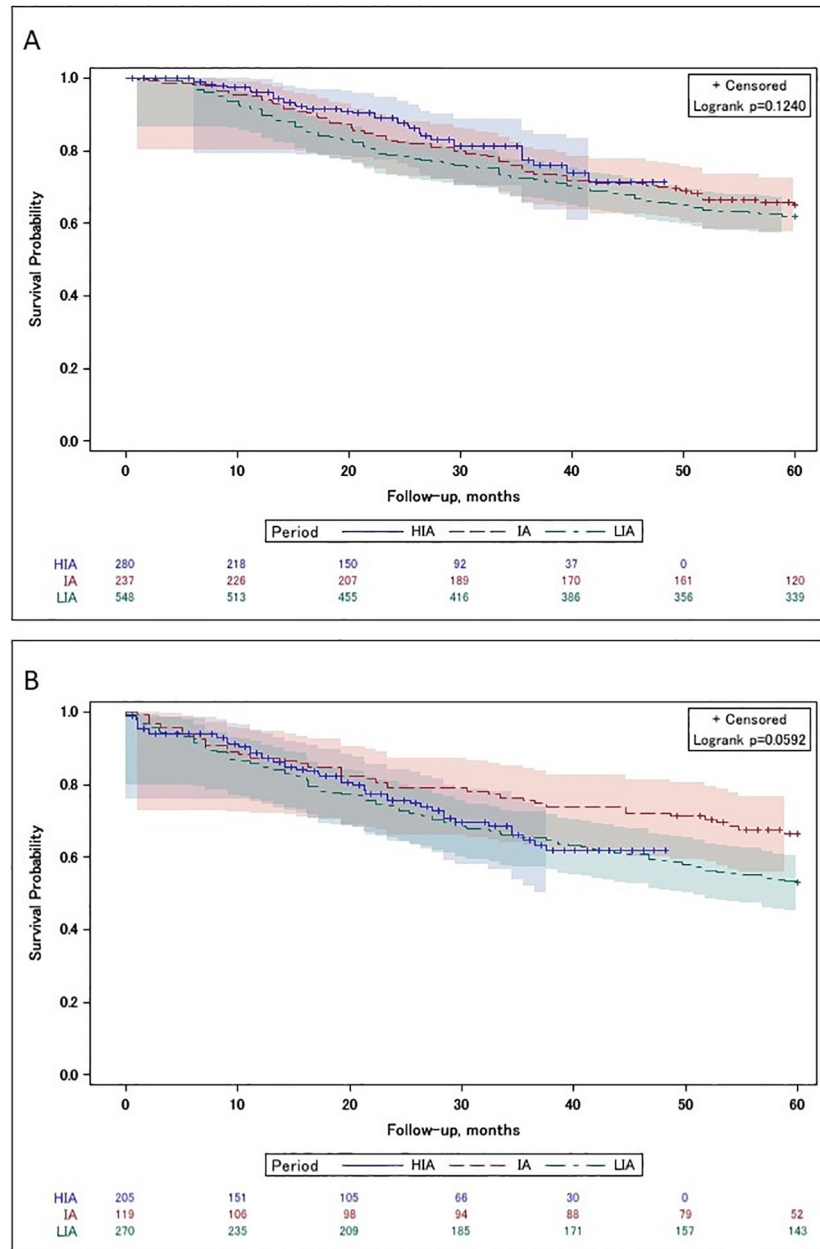 A
1.0
+ Censored
Logrank p=0.1240
0.8
0.6
0.4
0.2
0.0
Survival Probability
0 10 20 30 40 50 60
Follow-up, months
Period HIA IA LIA
HIA 280 218 150 92 37 0
IA 237 226 207 189 170 161 120
LIA 548 513 455 416 386 356 339
B
1.0
+ Censored
Logrank p=0.0592
0.8
0.6
0.4
0.2
0.0
Survival Probability
0 10 20 30 40 50 60
Follow-up, months
Period HIA IA LIA
HIA 205 151 105 66 30 0
IA 119 106 98 94 88 79 52
LIA 270 235 209 185 171 157 143